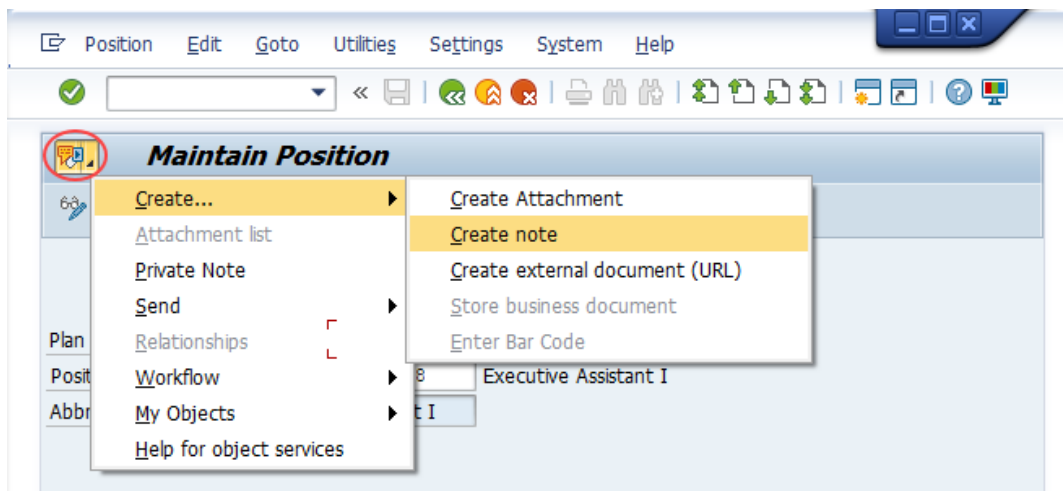 Position Edit Goto Utilities Settings System Help
Maintain Position
Create...
Attachment list
Private Note
Send
Relationships
Workflow
My Objects
Help for object services
Create Attachment
Create note
Create external document (URL)
Store business document
Enter Bar Code
Plan
Posit 8 Executive Assistant I
Abbr t I